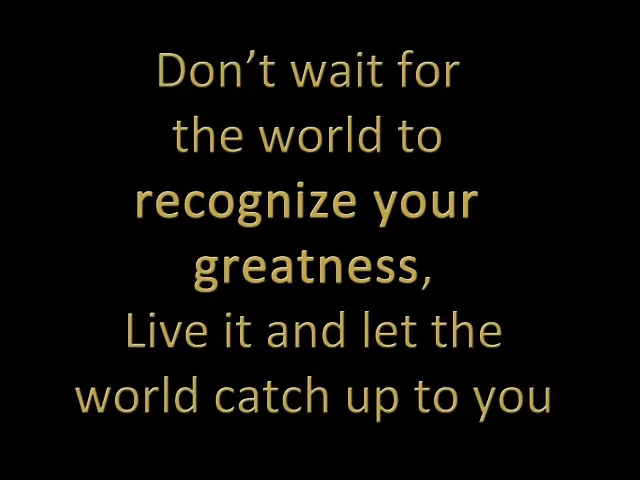 Don’t wait for
the world to
recognize your
greatness,
Live it and let the
world catch up to you